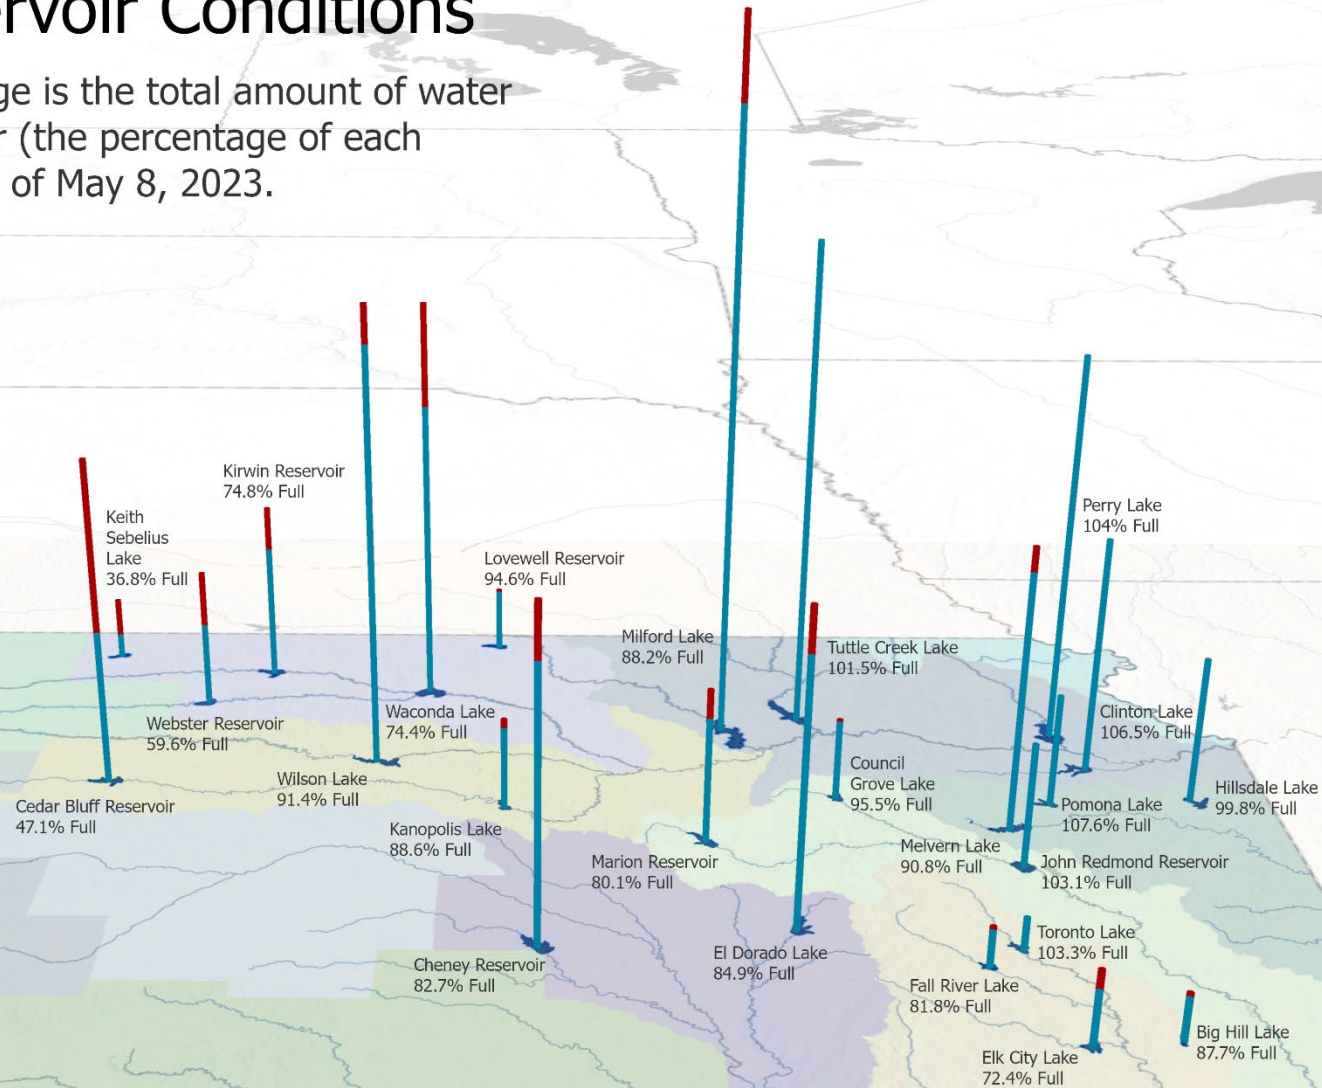 rvoir Conditions
ge is the total amount of water
r (the percentage of each
of May 8, 2023.
Kirwin Reservoir
74.8% Full
Keith
Sebelius
Lake
36.8% Full
Perry Lake
104% Full
Lovewell Reservoir
94.6% Full
Milford Lake
88.2% Full
Tuttle Creek Lake
101.5% Full
Webster Reservoir
59.6% Full
Waconda Lake
74.4% Full
Clinton Lake
106.5% Full
Wilson Lake
91.4% Full
Council
Grove Lake
95.5% Full
Hillsdale Lake
99.8% Full
Cedar Bluff Reservoir
47.1% Full
Pomona Lake
107.6% Full
Kanopolis Lake
88.6% Full
Melvern Lake
90.8% Full
Marion Reservoir
80.1% Full
John Redmond Reservoir
103.1% Full
Toronto Lake
103.3% Full
El Dorado Lake
84.9% Full
Cheney Reservoir
82.7% Full
Fall River Lake
81.8% Full
Big Hill Lake
87.7% Full
Elk City Lake
72.4% Full